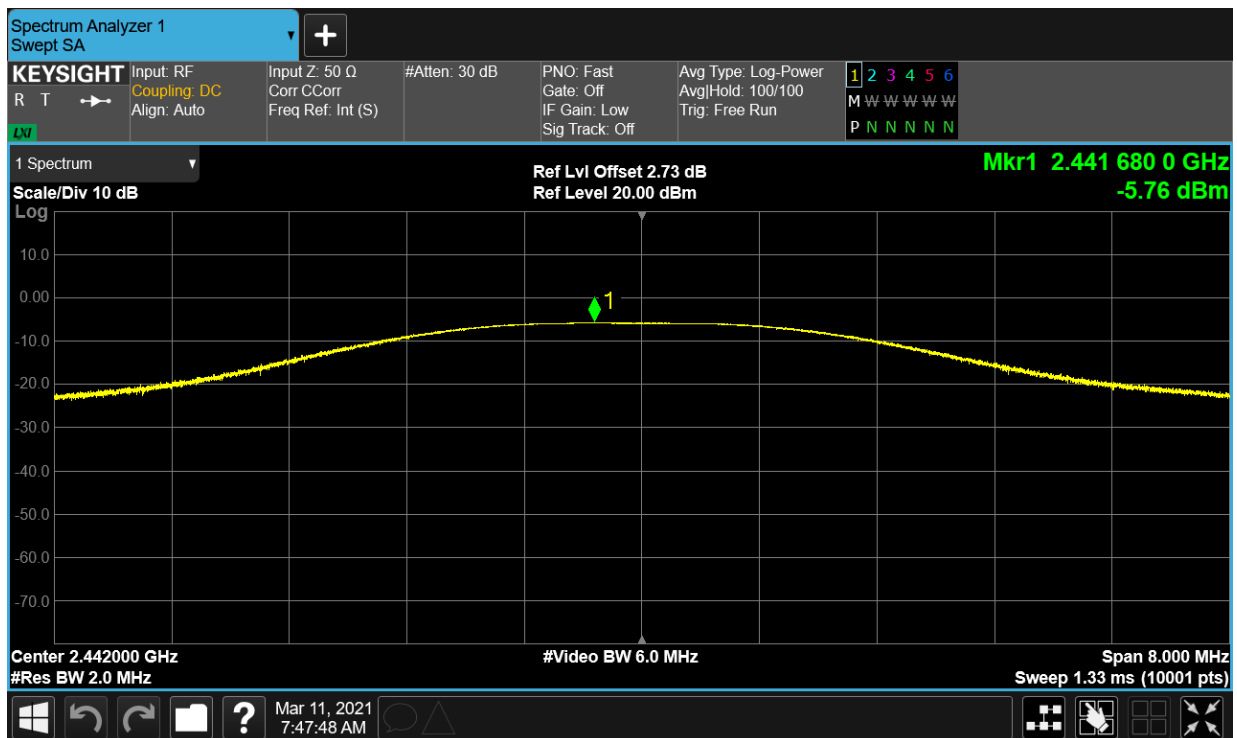 Spectrum Analyzer 1
Swept SA
▼
+
KEYSIGHT
R T
LXI
Input: RF
Coupling: DC
Align: Auto
Input Z: 50 Ω
Corr CCorr
Freq Ref: Int (S)
#Atten: 30 dB
PNO: Fast
Gate: Off
IF Gain: Low
Sig Track: Off
Avg Type: Log-Power
Avg|Hold: 100/100
Trig: Free Run
1 2 3 4 5 6
M W W W W W
P N N N N N
1 Spectrum ▼
Scale/Div 10 dB
Ref Lvl Offset 2.73 dB
Ref Level 20.00 dBm
Mkr1 2.441 680 0 GHz
-5.76 dBm
Log
10.0
0.00
-10.0
-20.0
-30.0
-40.0
-50.0
-60.0
-70.0
1
Center 2.442000 GHz
#Res BW 2.0 MHz
#Video BW 6.0 MHz
Span 8.000 MHz
Sweep 1.33 ms (10001 pts)
?
Mar 11, 2021
7:47:48 AM